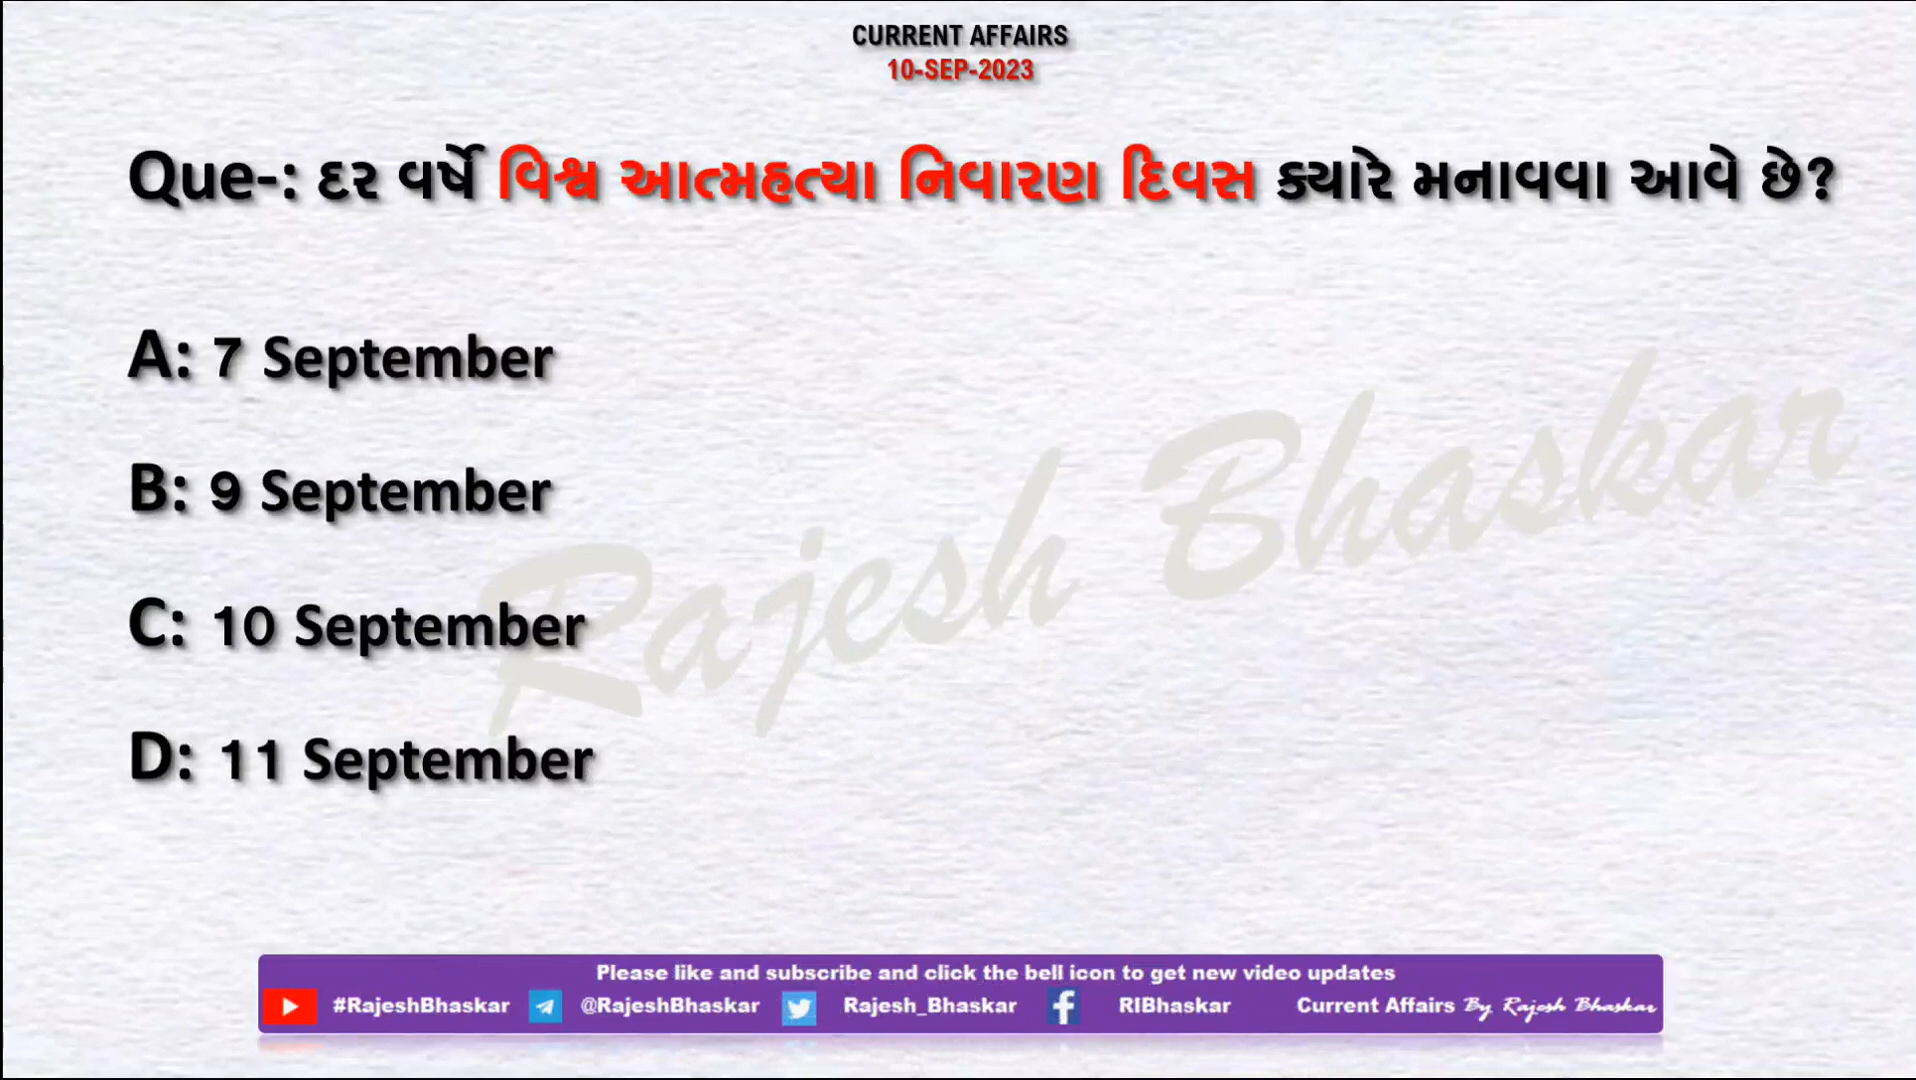 CURRENT AFFAIRS
10-SEP-2023
Que-: દર વર્ષે વિશ્વ આત્મહત્યા નિવારણ દિવસ ક્યારે મનાવવવા આવે છે?
A: 7 September
B: 9 September
C: 10 September
D: 11 September
Rajesh Bhaskar
Please like and subscribe and click the bell icon to get new video updates
#RajeshBhaskar @RajeshBhaskar Rajesh_Bhaskar RIBhaskar Current Affairs By Rajesh Bhaskar